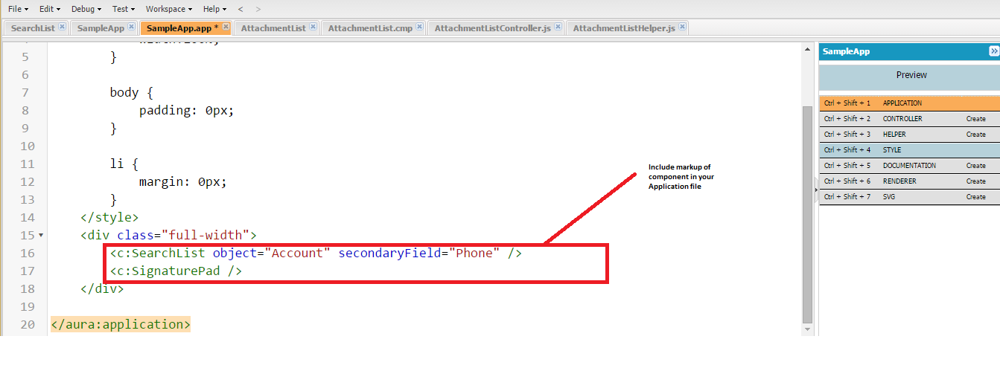 File Edit Debug Test Workspace Help < >
SearchList SampleApp SampleApp.app * AttachmentList AttachmentList.cmp AttachmentListController.js AttachmentListHelper.js
5 }
6
7 body {
8 padding: 0px;
9 }
10
11 li {
12 margin: 0px;
13 }
14 </style>
15 <div class="full-width">
16 <c:SearchList object="Account" secondaryField="Phone" />
17 <c:SignaturePad />
18 </div>
19
20 </aura:application>
Include markup of
component in your
Application file
SampleApp
Preview
Ctrl + Shift + 1 APPLICATION
Ctrl + Shift + 2 CONTROLLER Create
Ctrl + Shift + 3 HELPER Create
Ctrl + Shift + 4 STYLE
Ctrl + Shift + 5 DOCUMENTATION Create
Ctrl + Shift + 6 RENDERER Create
Ctrl + Shift + 7 SVG Create